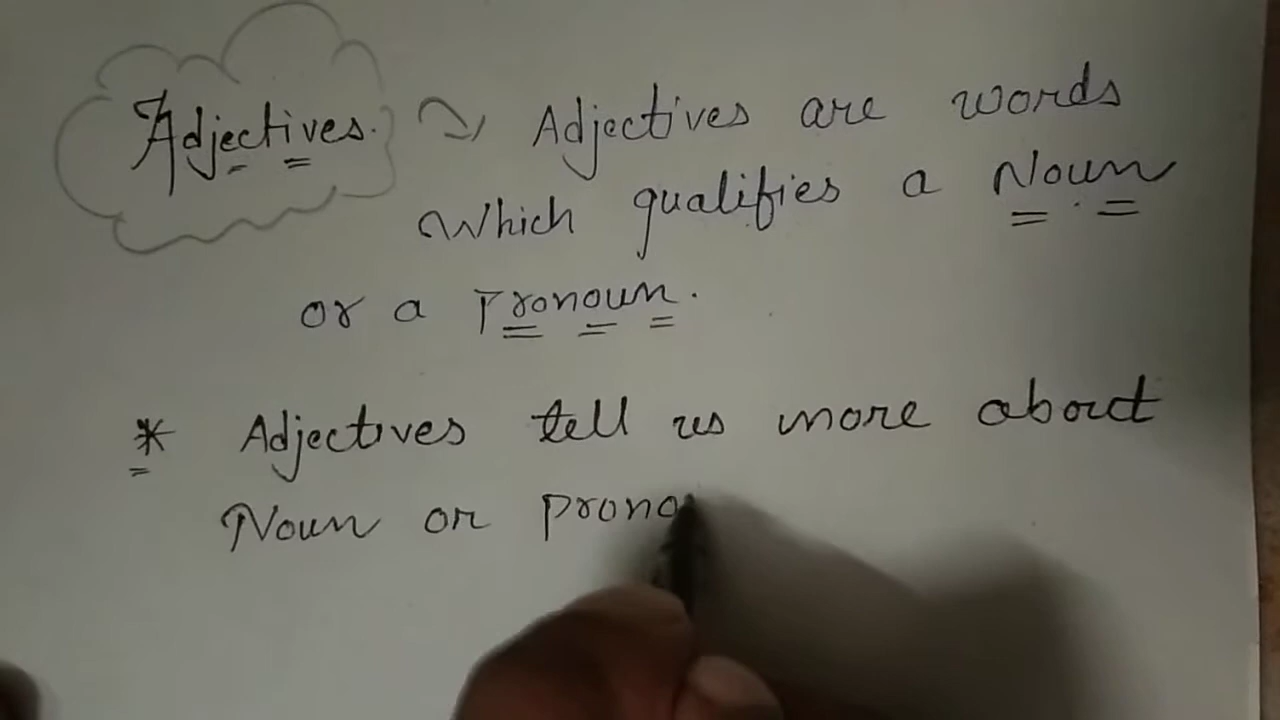 Adjectives. Adjectives are words
which qualifies a Noun
or a Pronoun.
* Adjectives tell us more about
Noun or prono